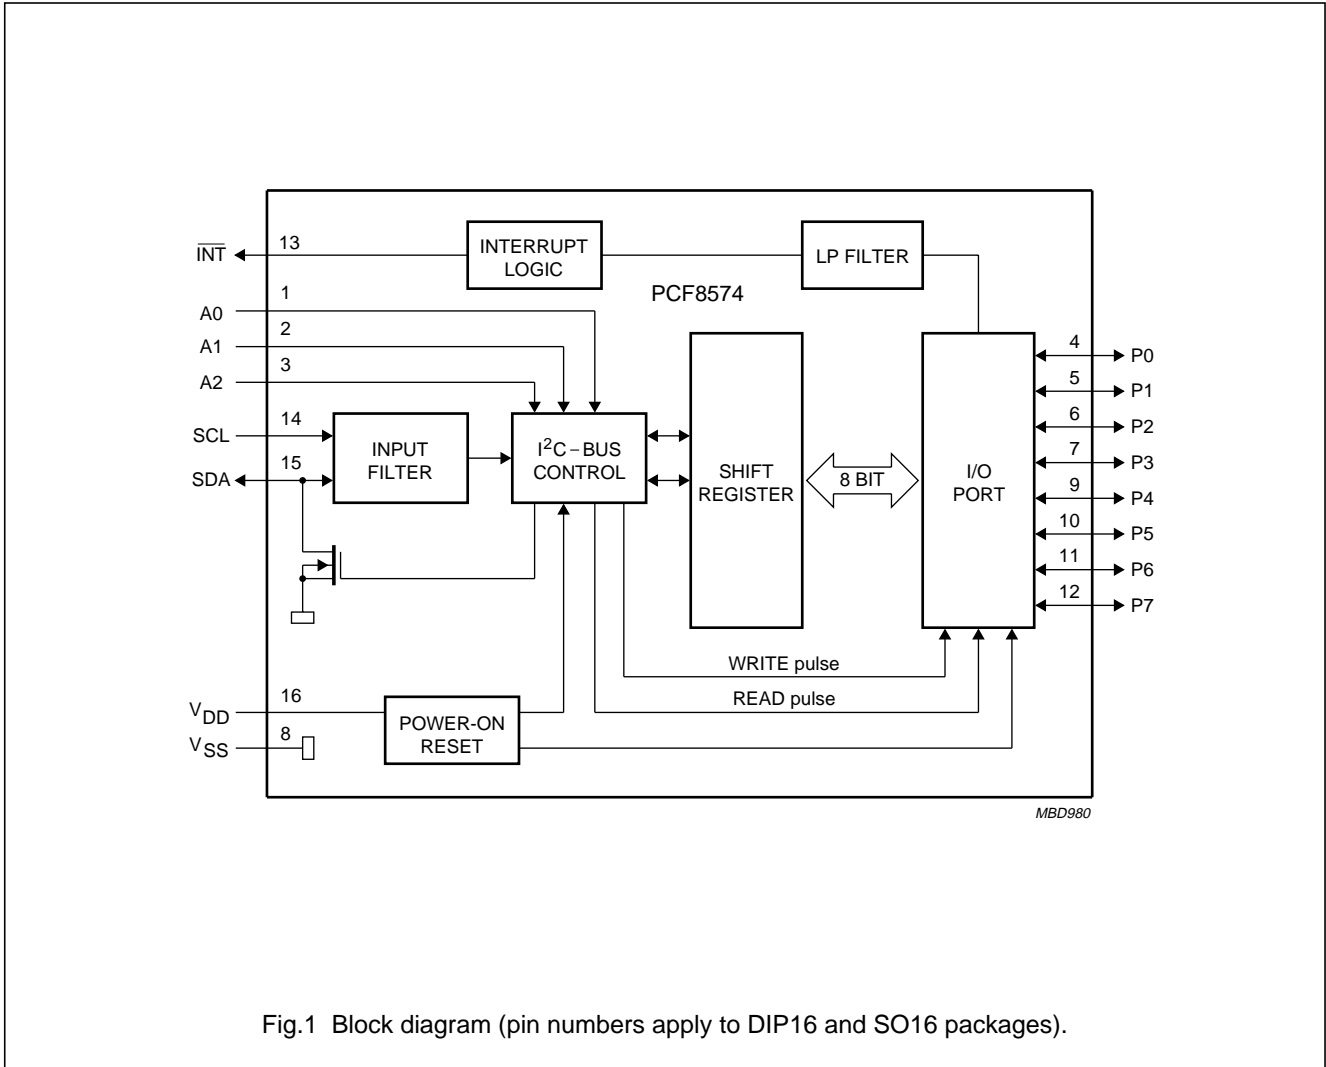 INT
13
INTERRUPT
LOGIC
LP FILTER
PCF8574
1
A0
2
A1
3
A2
14
SCL
15
SDA
INPUT
FILTER
I²C–BUS
CONTROL
SHIFT
REGISTER
8 BIT
I/O
PORT
4
P0
5
P1
6
P2
7
P3
9
P4
10
P5
11
P6
12
P7
WRITE pulse
READ pulse
16
VDD
8
VSS
POWER-ON
RESET
MBD980
Fig.1 Block diagram (pin numbers apply to DIP16 and SO16 packages).